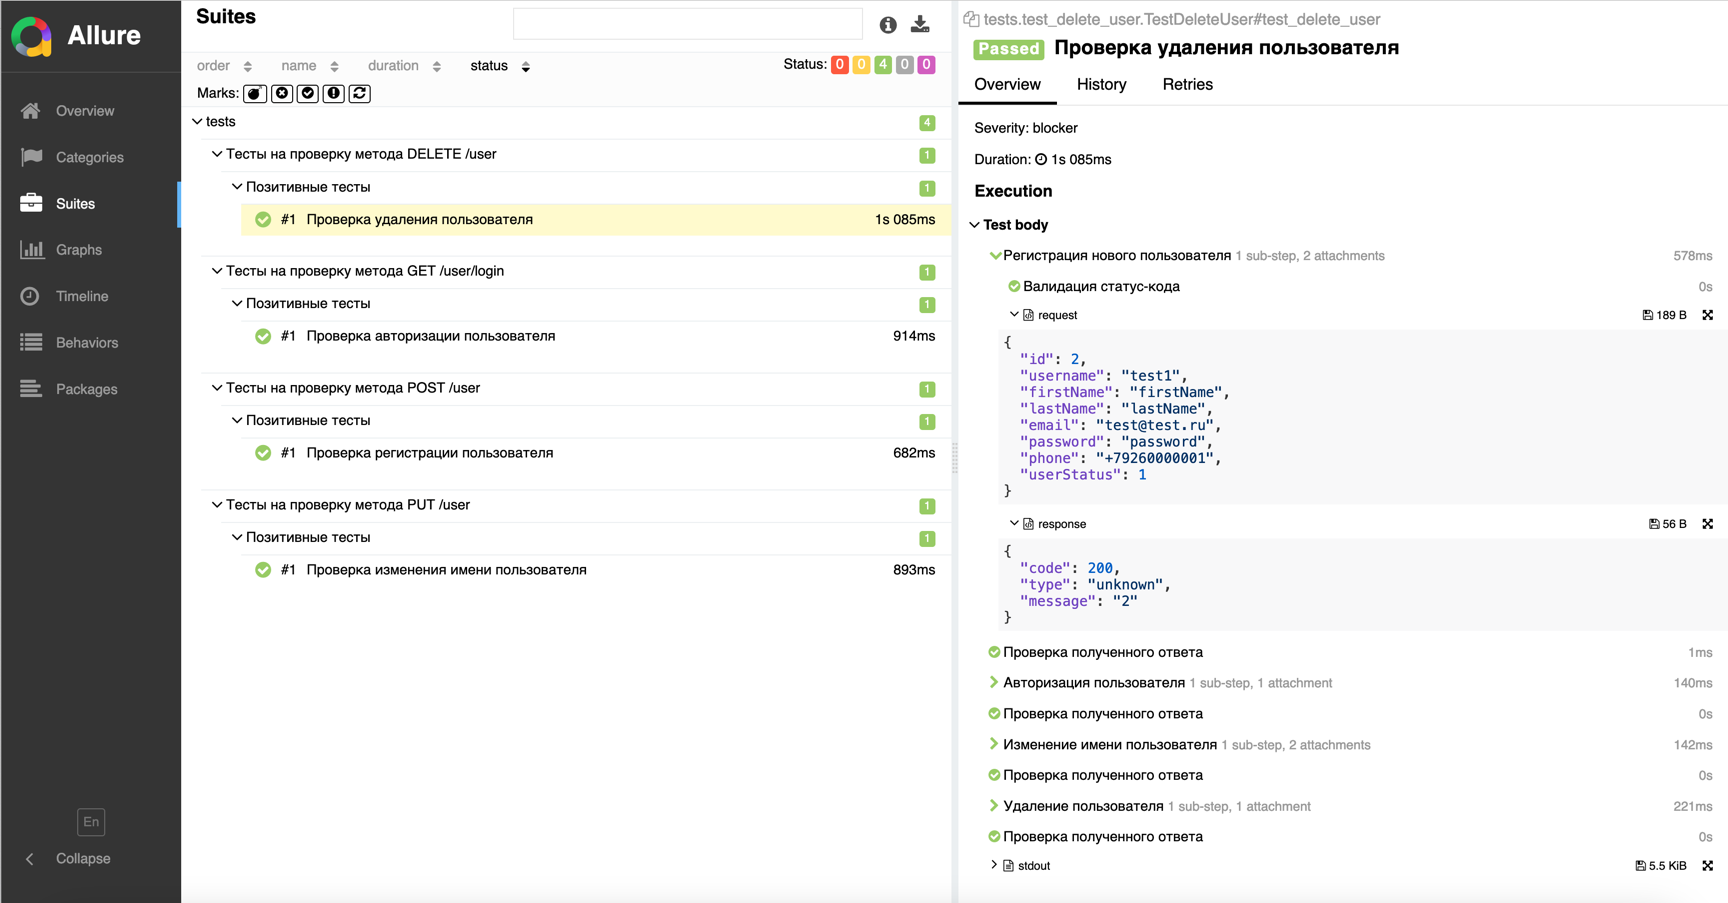 Allure
Overview
Categories
Suites
Graphs
Timeline
Behaviors
Packages
En
Collapse
Suites
order name duration status
Status: 0 0 4 0 0
Marks:
tests 4
Тесты на проверку метода DELETE /user 1
Позитивные тесты 1
#1 Проверка удаления пользователя 1s 085ms
Тесты на проверку метода GET /user/login 1
Позитивные тесты 1
#1 Проверка авторизации пользователя 914ms
Тесты на проверку метода POST /user 1
Позитивные тесты 1
#1 Проверка регистрации пользователя 682ms
Тесты на проверку метода PUT /user 1
Позитивные тесты 1
#1 Проверка изменения имени пользователя 893ms
tests.test_delete_user.TestDeleteUser#test_delete_user
Passed Проверка удаления пользователя
Overview History Retries
Severity: blocker
Duration: 1s 085ms
Execution
Test body
Регистрация нового пользователя 1 sub-step, 2 attachments 578ms
Валидация статус-кода 0s
request 189 B
{
"id": 2,
"username": "test1",
"firstName": "firstName",
"lastName": "lastName",
"email": "test@test.ru",
"password": "password",
"phone": "+79260000001",
"userStatus": 1
}
response 56 B
{
"code": 200,
"type": "unknown",
"message": "2"
}
Проверка полученного ответа 1ms
Авторизация пользователя 1 sub-step, 1 attachment 140ms
Проверка полученного ответа 0s
Изменение имени пользователя 1 sub-step, 2 attachments 142ms
Проверка полученного ответа 0s
Удаление пользователя 1 sub-step, 1 attachment 221ms
Проверка полученного ответа 0s
stdout 5.5 KiB